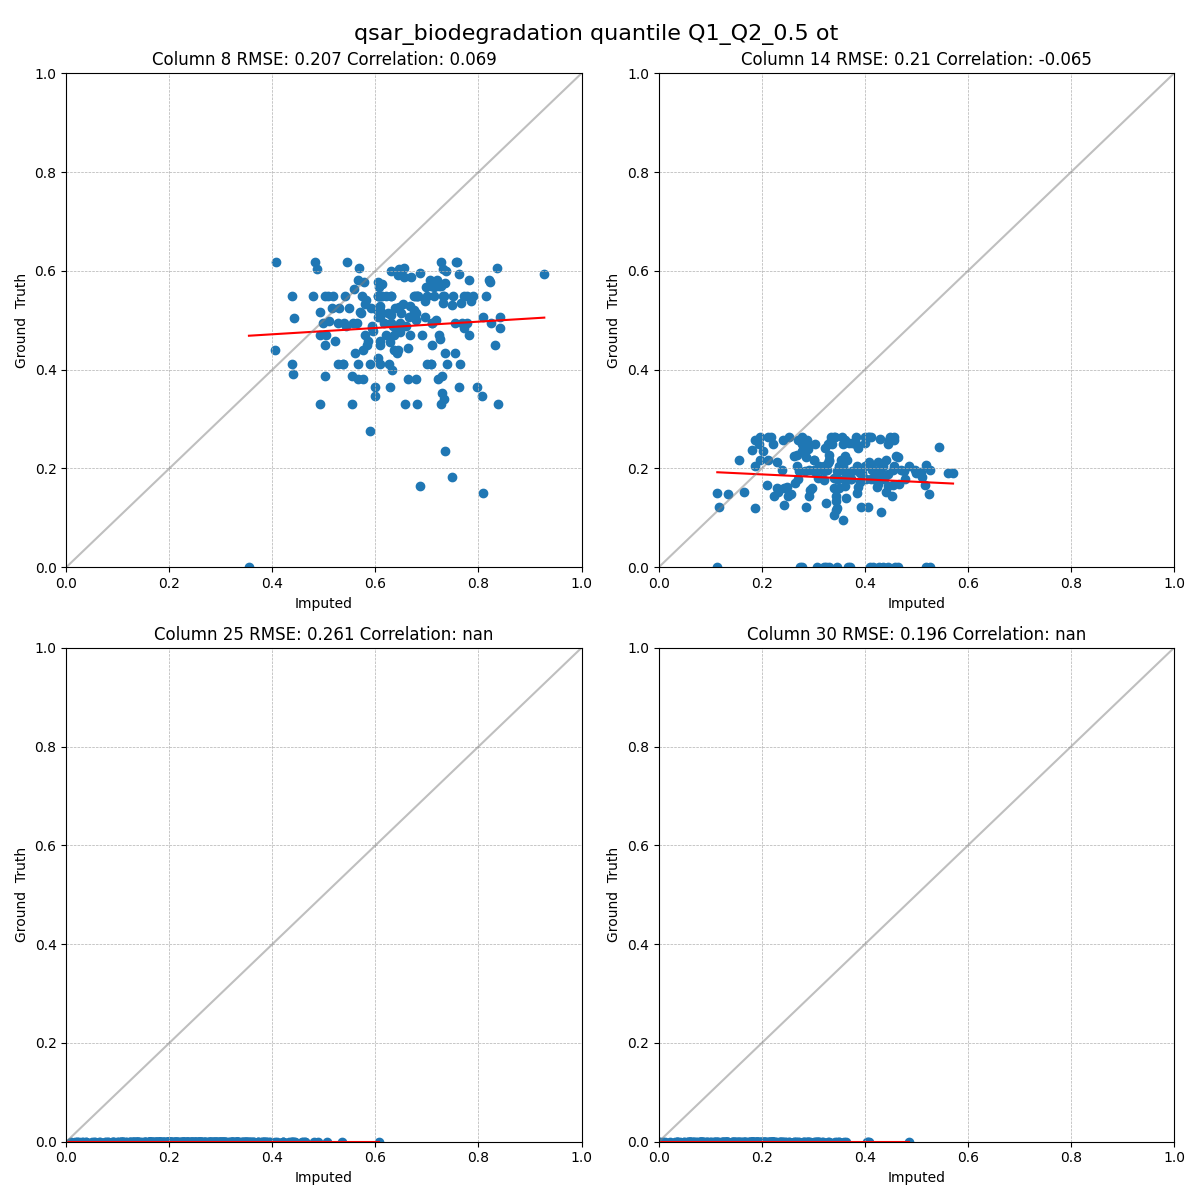 qsar_biodegradation quantile Q1_Q2_0.5 ot
Column 8 RMSE: 0.207 Correlation: 0.069
1.0
0.8
0.6
0.4
0.2
0.0
Ground Truth
0.0 0.2 0.4 0.6 0.8 1.0
Imputed
Column 14 RMSE: 0.21 Correlation: -0.065
1.0
0.8
0.6
0.4
0.2
0.0
Ground Truth
0.0 0.2 0.4 0.6 0.8 1.0
Imputed
Column 25 RMSE: 0.261 Correlation: nan
1.0
0.8
0.6
0.4
0.2
0.0
Ground Truth
0.0 0.2 0.4 0.6 0.8 1.0
Imputed
Column 30 RMSE: 0.196 Correlation: nan
1.0
0.8
0.6
0.4
0.2
0.0
Ground Truth
0.0 0.2 0.4 0.6 0.8 1.0
Imputed